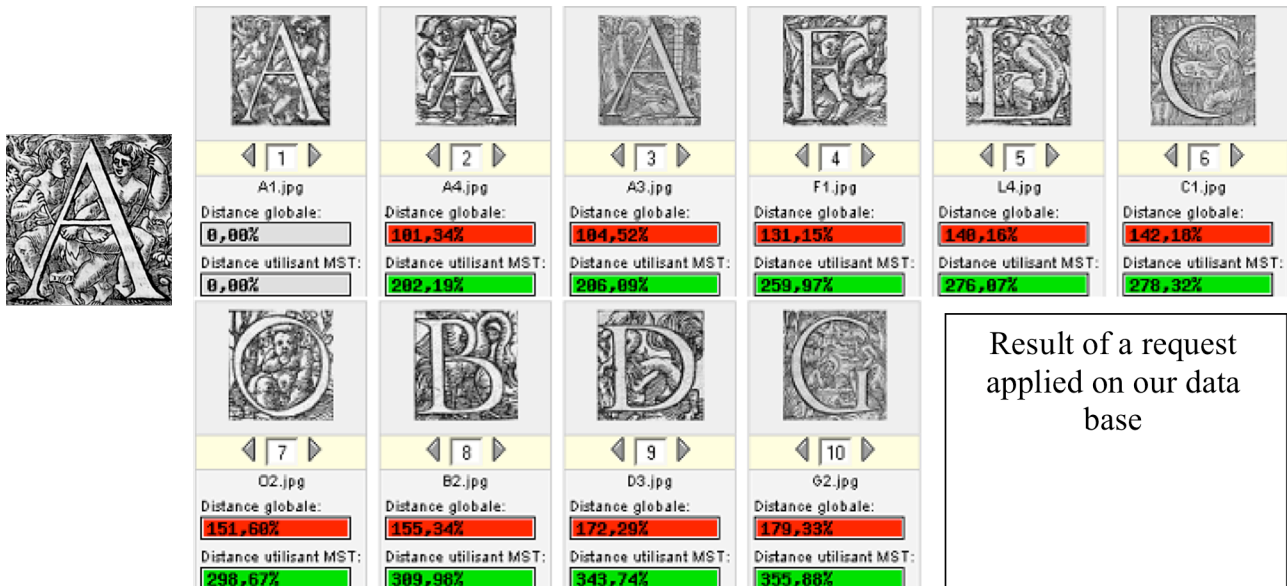 1
A1.jpg
Distance globale:
0,00%
Distance utilisant MST:
0,00%
2
A4.jpg
Distance globale:
101,34%
Distance utilisant MST:
202,19%
3
A3.jpg
Distance globale:
104,52%
Distance utilisant MST:
206,09%
4
F1.jpg
Distance globale:
131,15%
Distance utilisant MST:
259,97%
5
L4.jpg
Distance globale:
140,16%
Distance utilisant MST:
276,07%
6
C1.jpg
Distance globale:
142,18%
Distance utilisant MST:
278,32%
7
O2.jpg
Distance globale:
151,60%
Distance utilisant MST:
298,67%
8
B2.jpg
Distance globale:
155,34%
Distance utilisant MST:
309,98%
9
D3.jpg
Distance globale:
172,29%
Distance utilisant MST:
343,74%
10
G2.jpg
Distance globale:
179,33%
Distance utilisant MST:
355,88%
Result of a request
applied on our data
base
A
A
A
A
F
L
C
O
B
D
G